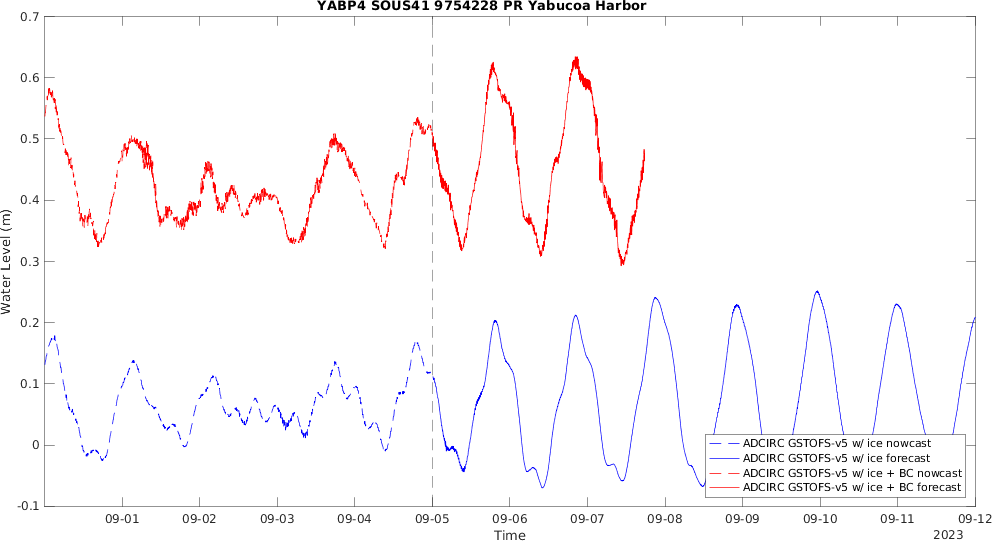 YABP4 SOUS41 9754228 PR Yabucoa Harbor
0.7
0.6
0.5
0.4
0.3
0.2
0.1
0
-0.1
Water Level (m)
ADCIRC GSTOFS-v5 w/ ice nowcast
ADCIRC GSTOFS-v5 w/ ice forecast
ADCIRC GSTOFS-v5 w/ ice + BC nowcast
ADCIRC GSTOFS-v5 w/ ice + BC forecast
09-01 09-02 09-03 09-04 09-05 09-06 09-07 09-08 09-09 09-10 09-11 09-12
Time
2023